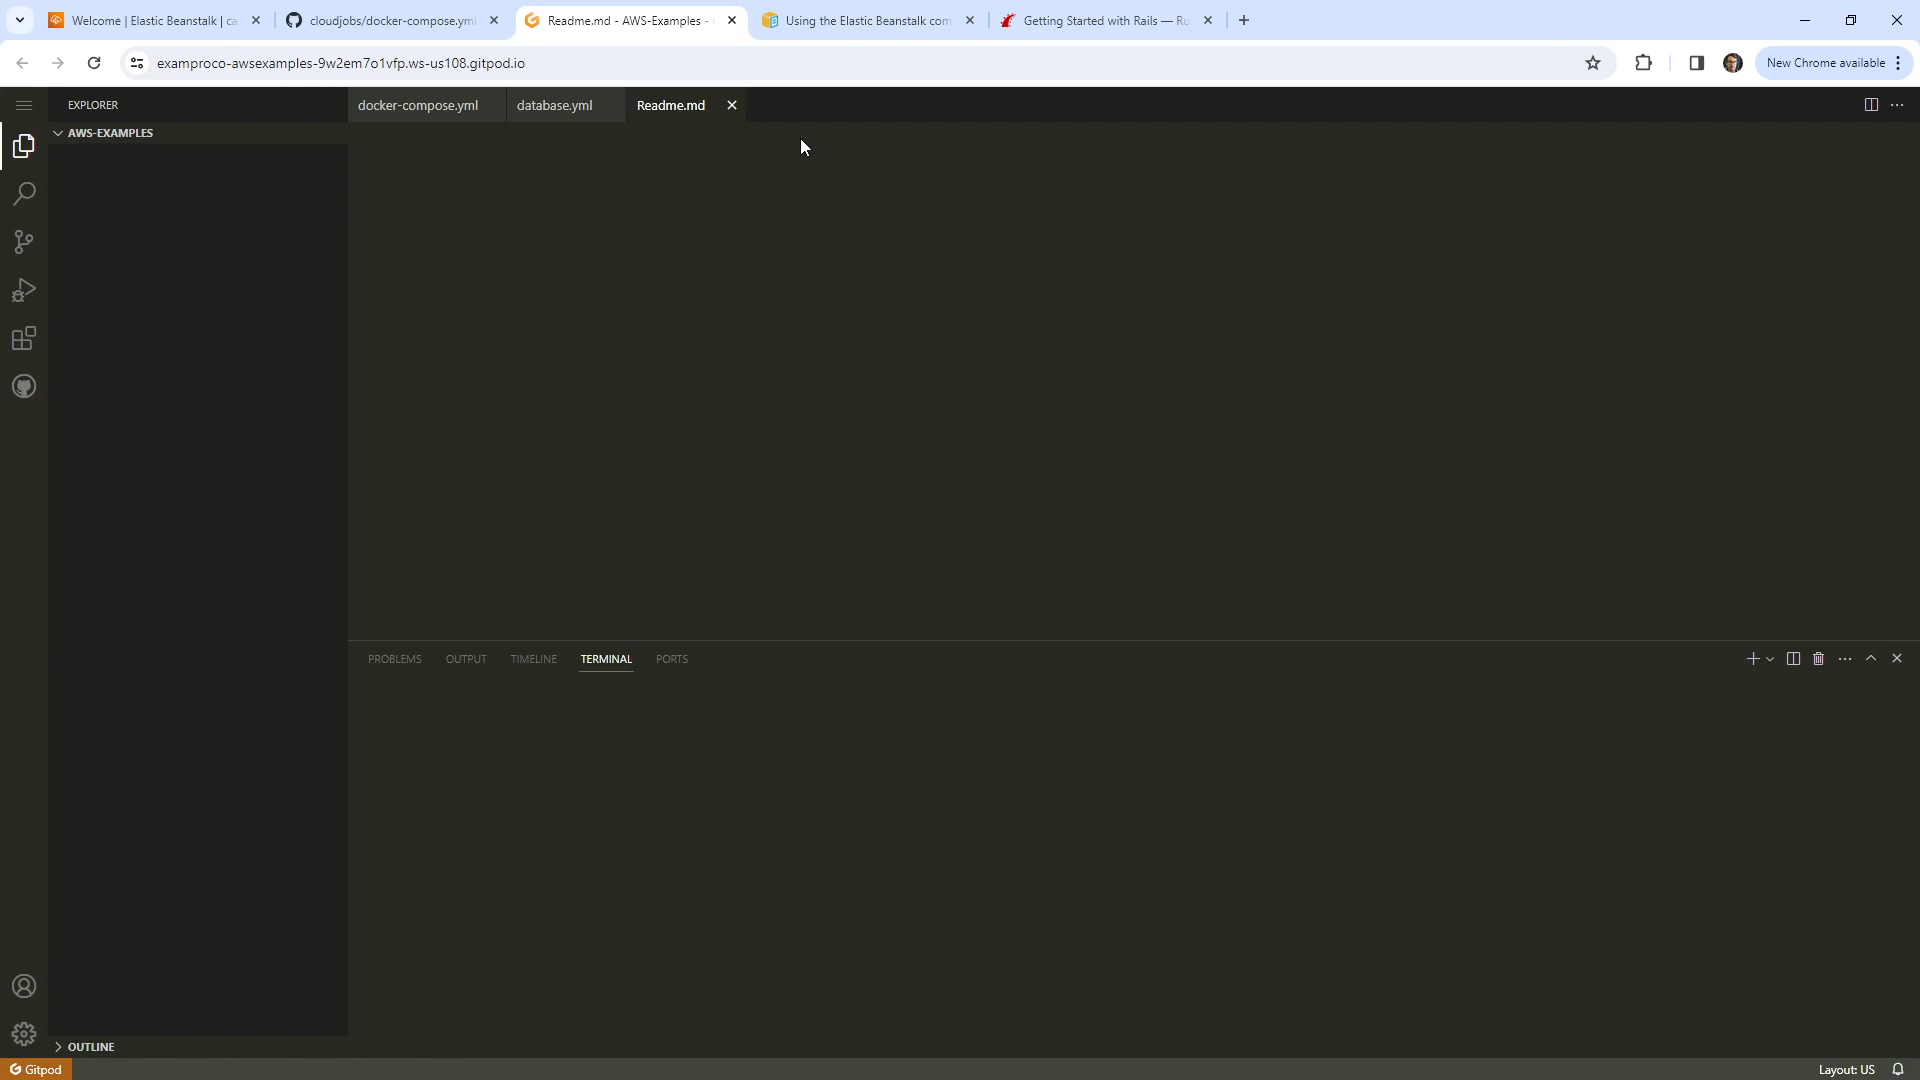 Welcome | Elastic Beanstalk | ca
cloudjobs/docker-compose.yml
Readme.md - AWS-Examples -
Using the Elastic Beanstalk com
Getting Started with Rails — Ru
examproco-awsexamples-9w2em7o1vfp.ws-us108.gitpod.io
New Chrome available
EXPLORER
docker-compose.yml
database.yml
Readme.md
AWS-EXAMPLES
PROBLEMS
OUTPUT
TIMELINE
TERMINAL
PORTS
OUTLINE
Gitpod
Layout: US